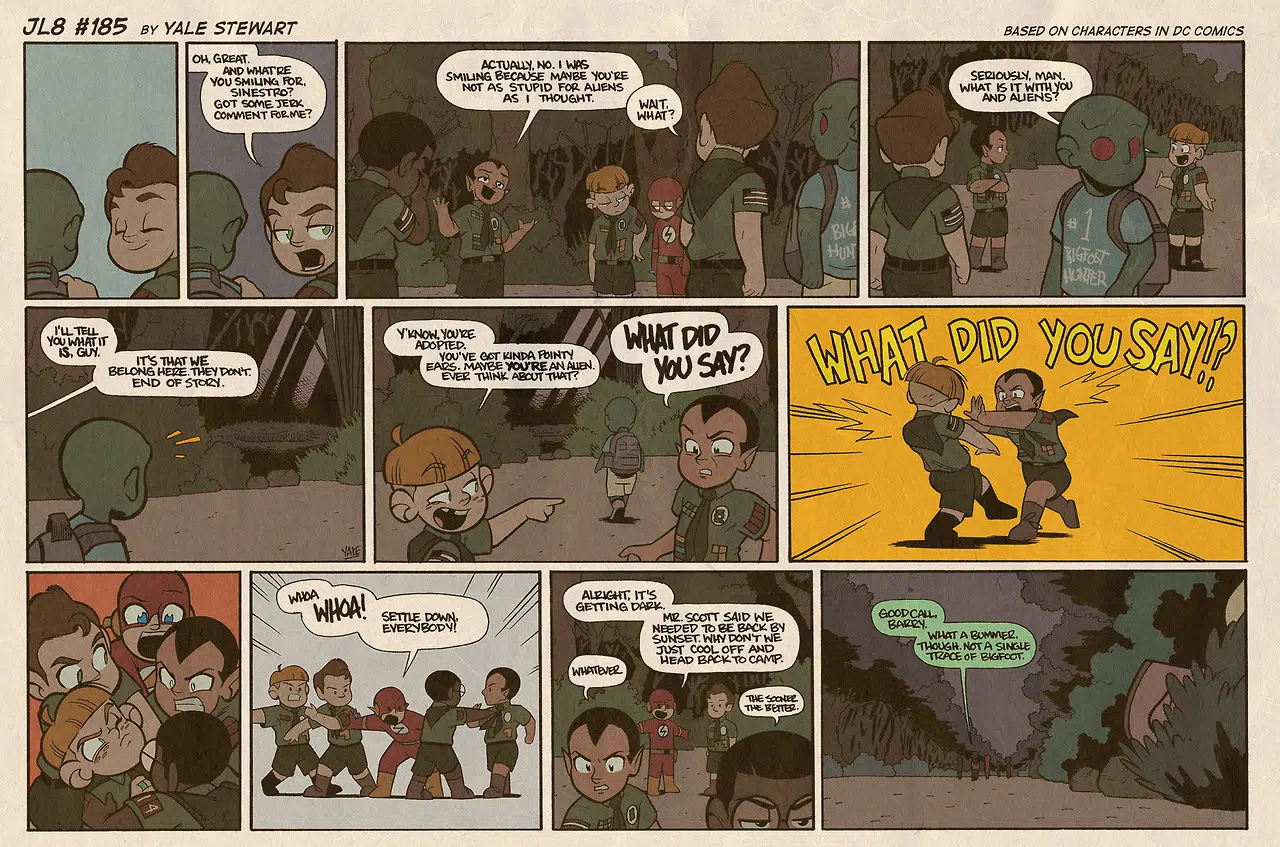 JL8 #185 BY YALE STEWART
BASED ON CHARACTERS IN DC COMICS
OH, GREAT.
AND WHAT'RE
YOU SMILING FOR,
SINESTRO?
GOT SOME JERK
COMMENT FOR ME?
ACTUALLY, NO. I WAS
SMILING BECAUSE MAYBE YOU'RE
NOT AS STUPID FOR ALIENS
AS I THOUGHT.
WAIT,
WHAT?
#
BIG
HUN
SERIOUSLY, MAN.
WHAT IS IT WITH YOU
AND ALIENS?
#1
BIGFOOT
HUNTER
I'LL TELL
YOU WHAT IT
IS, GUY.
IT'S THAT WE
BELONG HERE. THEY DON'T.
END OF STORY.
YALE
Y'KNOW, YOU'RE
ADOPTED.
YOU'VE GOT KINDA POINTY
EARS. MAYBE YOU'RE AN ALIEN.
EVER THINK ABOUT THAT?
WHAT DID
YOU SAY?
WHAT DID YOU SAY!?
WHOA
WHOA!
SETTLE DOWN,
EVERYBODY!
ALRIGHT, IT'S
GETTING DARK.
MR. SCOTT SAID WE
NEEDED TO BE BACK BY
SUNSET. WHY DON'T WE
JUST COOL OFF AND
HEAD BACK TO CAMP.
WHATEVER.
THE SOONER
THE BETTER.
GOOD CALL,
BARRY.
WHAT A BUMMER,
THOUGH. NOT A SINGLE
TRACE OF BIGFOOT.